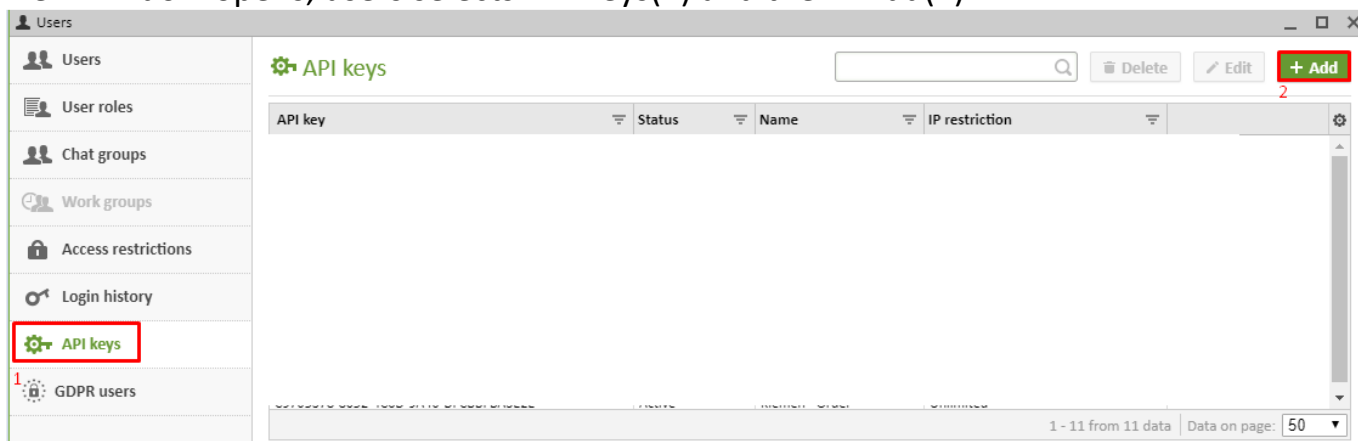 Users
Users
User roles
Chat groups
Work groups
Access restrictions
Login history
API keys
1
GDPR users
API keys
Delete
Edit
+ Add
2
API key Status Name IP restriction
1 - 11 from 11 data Data on page: 50